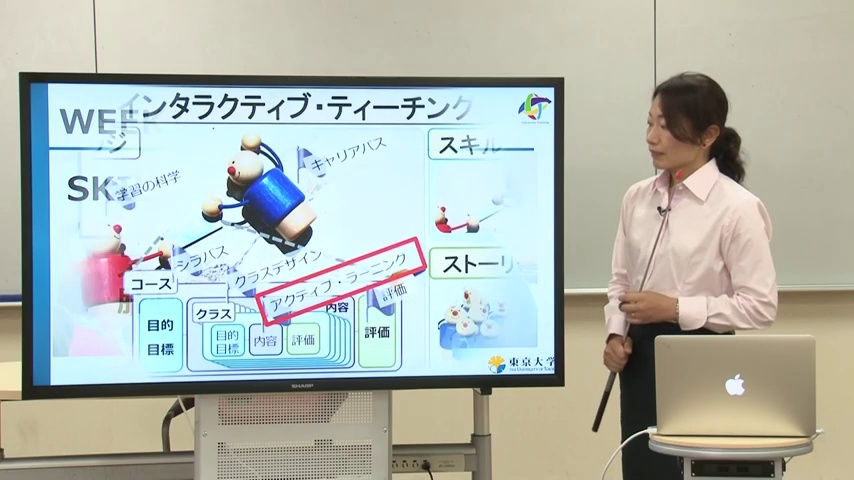 インタラクティブ・ティーチング
WEEK
ジ
SK
学習の科学
キャリアパス
スキル
シラバス
クラスデザイン
アクティブ・ラーニング
評価
ストーリ
コース
目的
目標
クラス
内容
目的
目標
内容
評価
評価
東京大学
SHARP